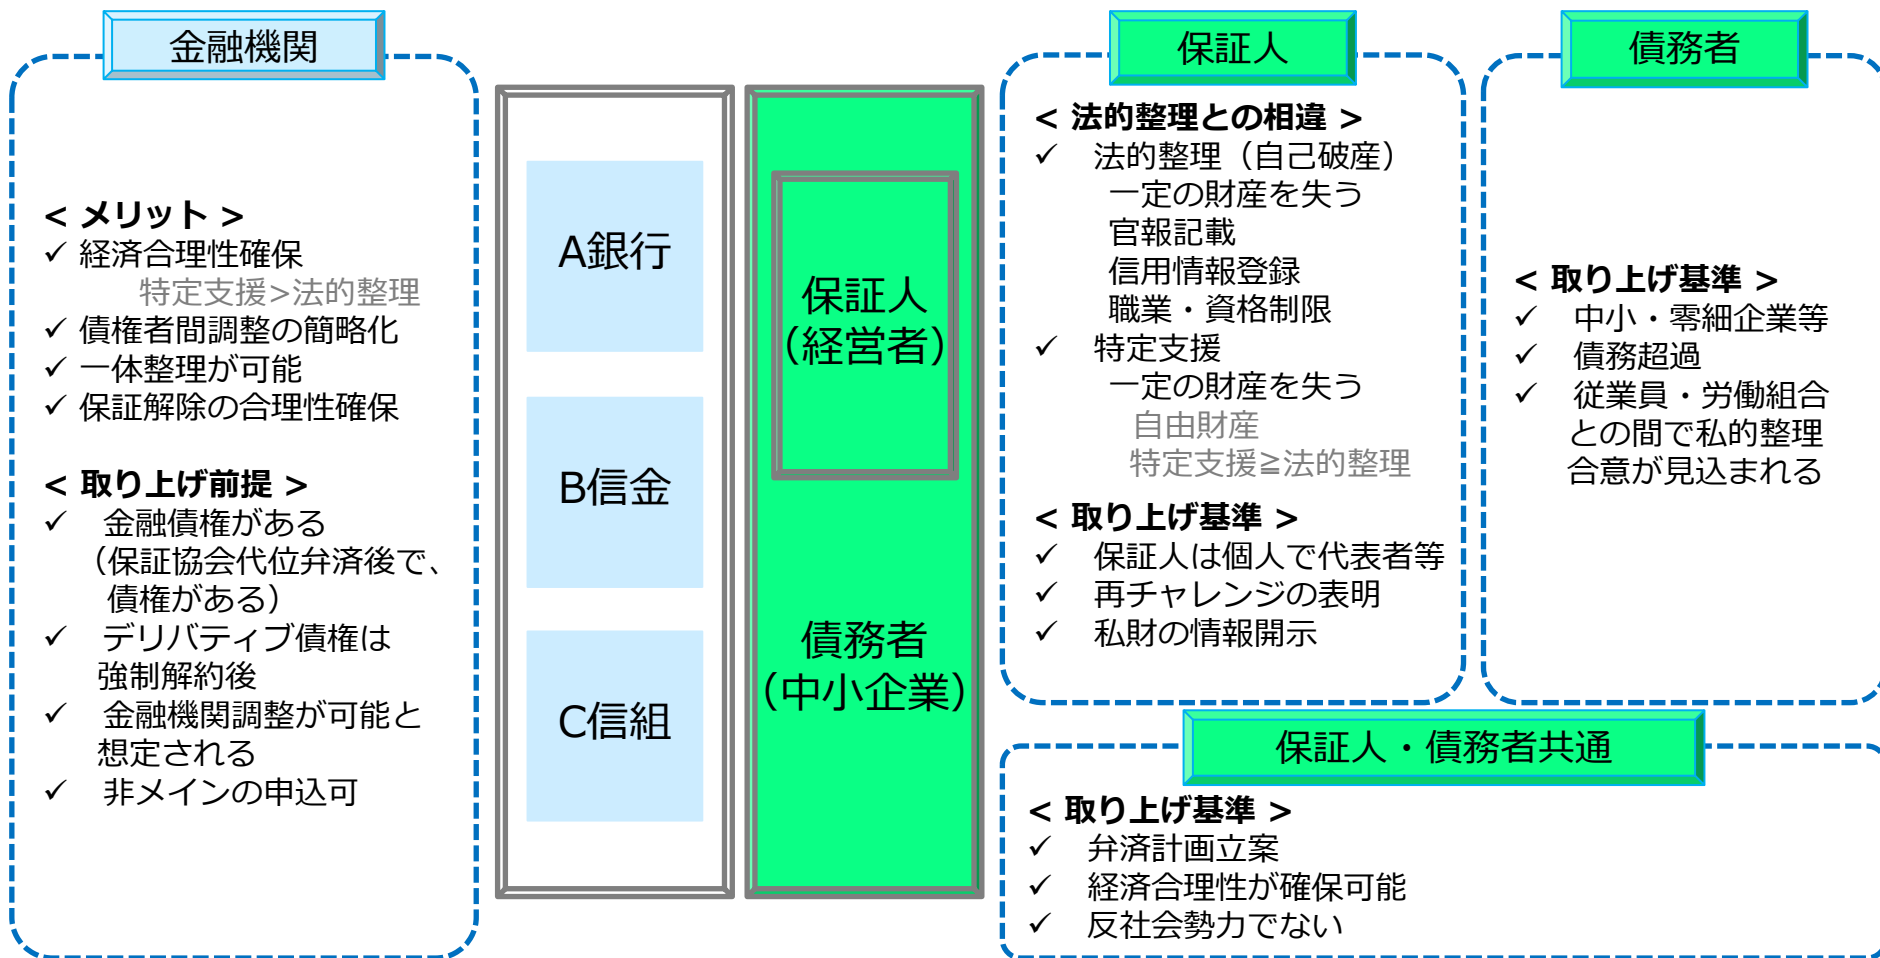 金融機関
< メリット >
✓ 経済合理性確保
特定支援>法的整理
✓ 債権者間調整の簡略化
✓ 一体整理が可能
✓ 保証解除の合理性確保
< 取り上げ前提 >
✓ 金融債権がある
（保証協会代位弁済後で、
債権がある）
✓ デリバティブ債権は
強制解約後
✓ 金融機関調整が可能と
想定される
✓ 非メインの申込可
A銀行
B信金
C信組
保証人
（経営者）
債務者
（中小企業）
保証人
< 法的整理との相違 >
✓ 法的整理（自己破産）
一定の財産を失う
官報記載
信用情報登録
職業・資格制限
✓ 特定支援
一定の財産を失う
自由財産
特定支援≧法的整理
< 取り上げ基準 >
✓ 保証人は個人で代表者等
✓ 再チャレンジの表明
✓ 私財の情報開示
債務者
< 取り上げ基準 >
✓ 中小・零細企業等
✓ 債務超過
✓ 従業員・労働組合
との間で私的整理
合意が見込まれる
保証人・債務者共通
< 取り上げ基準 >
✓ 弁済計画立案
✓ 経済合理性が確保可能
✓ 反社会勢力でない